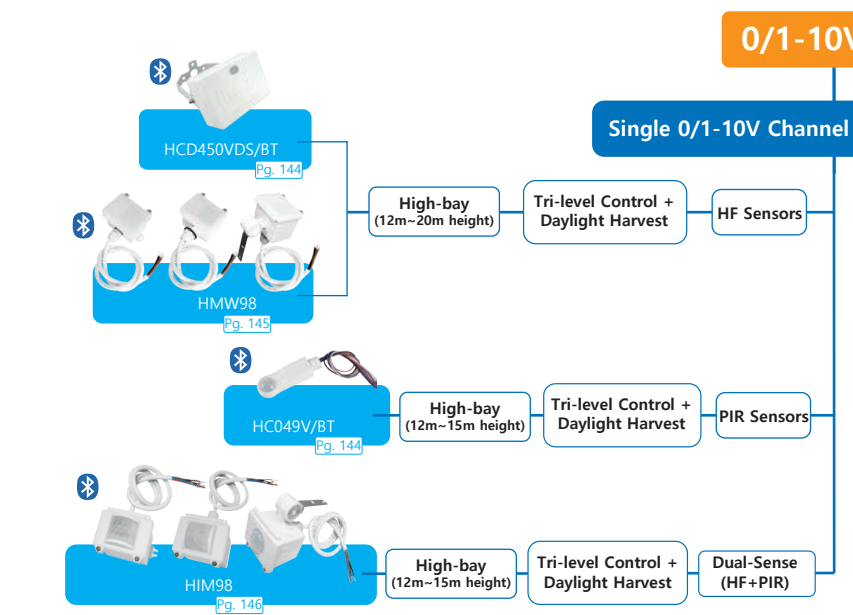 0/1-10V
Single 0/1-10V Channel
HCD450VDS/BT
Pg. 144
High-bay
(12m~20m height)
Tri-level Control +
Daylight Harvest
HF Sensors
HMW98
Pg. 145
HC049V/BT
Pg. 144
High-bay
(12m~15m height)
Tri-level Control +
Daylight Harvest
PIR Sensors
HIM98
Pg. 146
High-bay
(12m~15m height)
Tri-level Control +
Daylight Harvest
Dual-Sense
(HF+PIR)